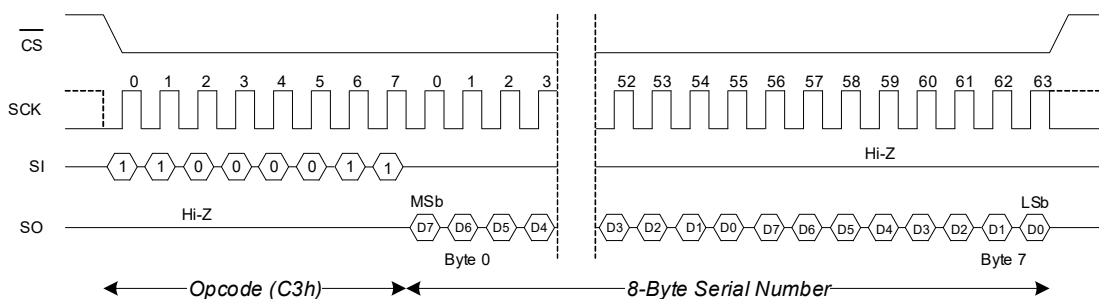 CS
0 1 2 3 4 5 6 7 0 1 2 3 52 53 54 55 56 57 58 59 60 61 62 63
SCK
Hi-Z
SI 1 1 0 0 0 0 1 1
Hi-Z MSb LSb
SO D7 D6 D5 D4 D3 D2 D1 D0 D7 D6 D5 D4 D3 D2 D1 D0
Byte 0 Byte 7
Opcode (C3h) 8-Byte Serial Number